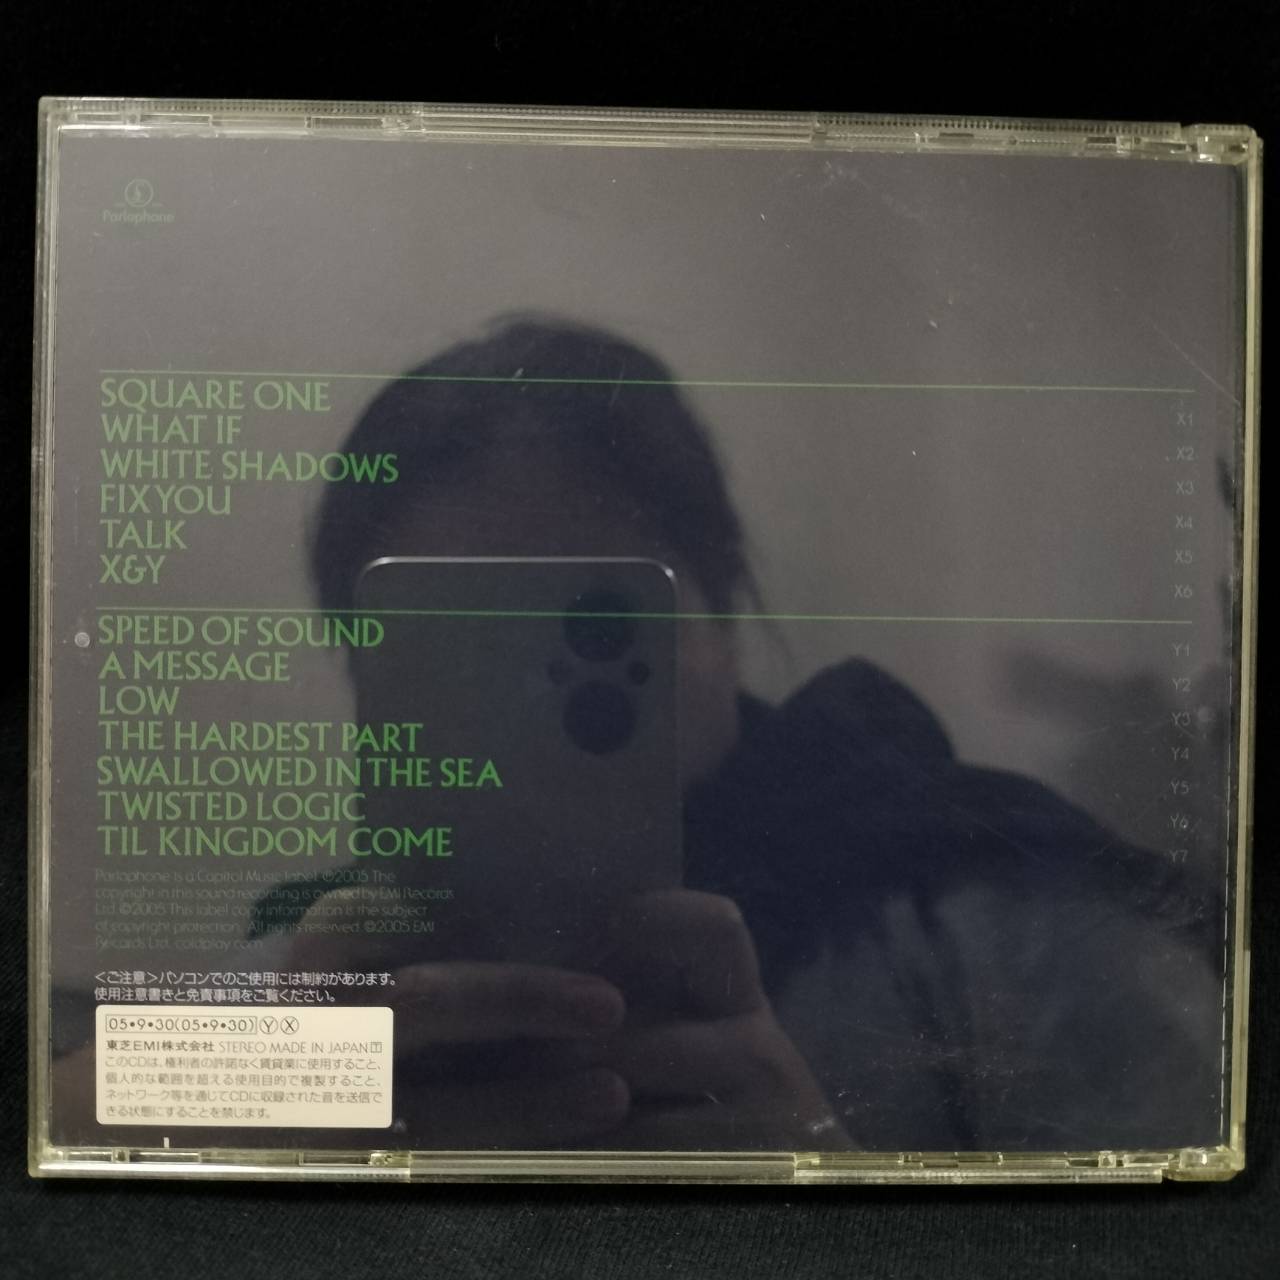 Parlophone
SQUARE ONE X1
WHAT IF X2
WHITE SHADOWS X3
FIX YOU X4
TALK X5
X&Y X6
SPEED OF SOUND Y1
A MESSAGE Y2
LOW Y3
THE HARDEST PART Y4
SWALLOWED IN THE SEA Y5
TWISTED LOGIC Y6
TIL KINGDOM COME Y7
Parlophone is a Capitol Music label. ℗2005 The
copyright in this sound recording is owned by EMI Records
Ltd. ©2005 This label copy information is the subject
of copyright protection. All rights reserved. ©2005 EMI
Records Ltd. coldplay.com
<ご注意>パソコンでのご使用には制約があります。
使用注意書きと免責事項をご覧ください。
05•9•30(05•9•30) Ⓨ Ⓧ
東芝EMI株式会社 STEREO MADE IN JAPAN
このCDは、権利者の許諾なく賃貸業に使用すること、
個人的な範囲を超える使用目的で複製すること、
ネットワーク等を通じてCDに収録された音を送信で
きる状態にすることを禁じます。